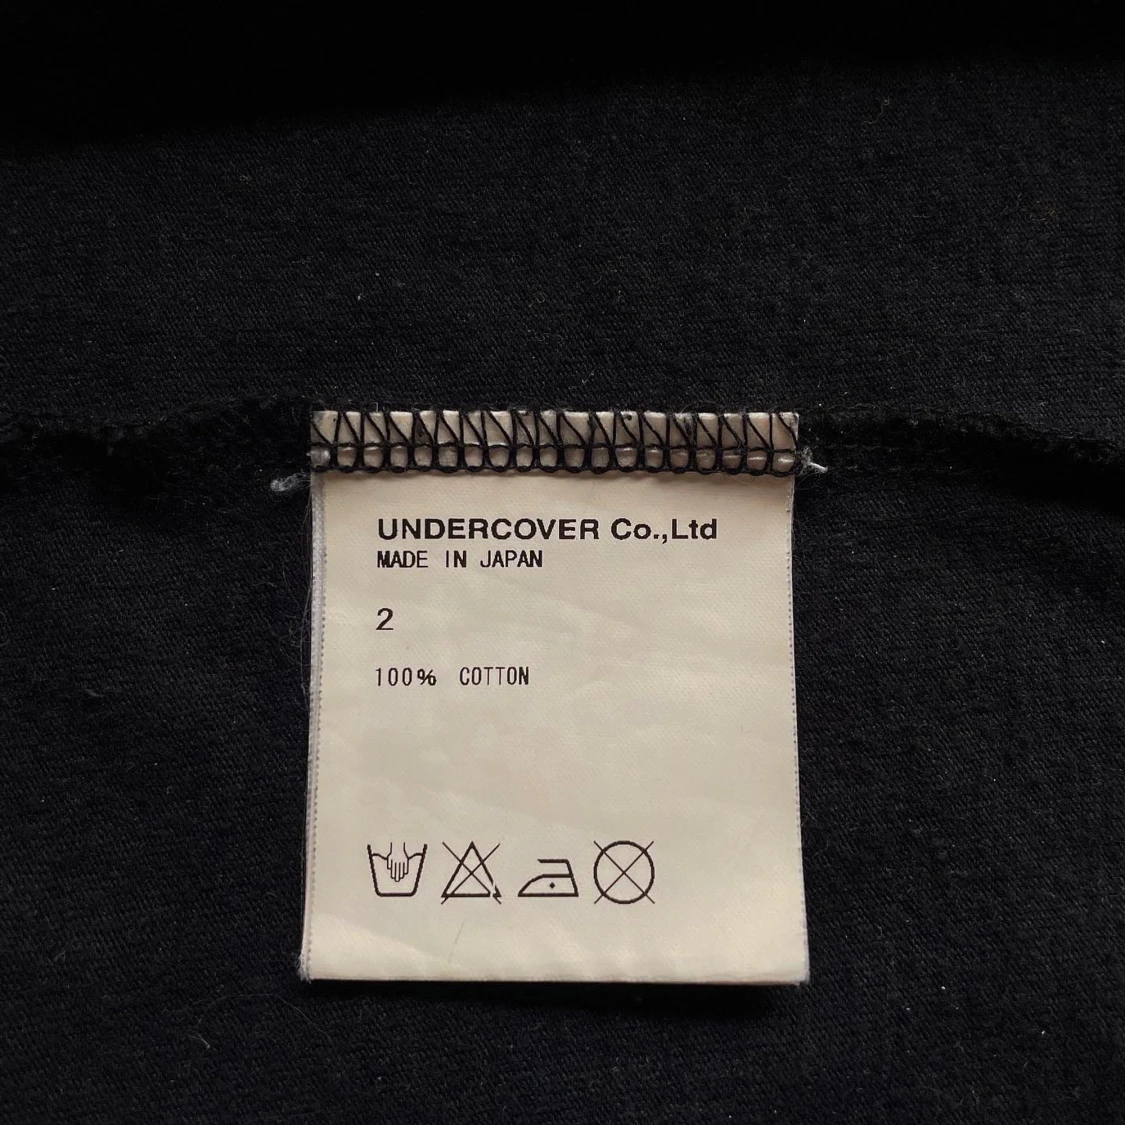 UNDERCOVER Co.,Ltd
MADE IN JAPAN
2
100% COTTON